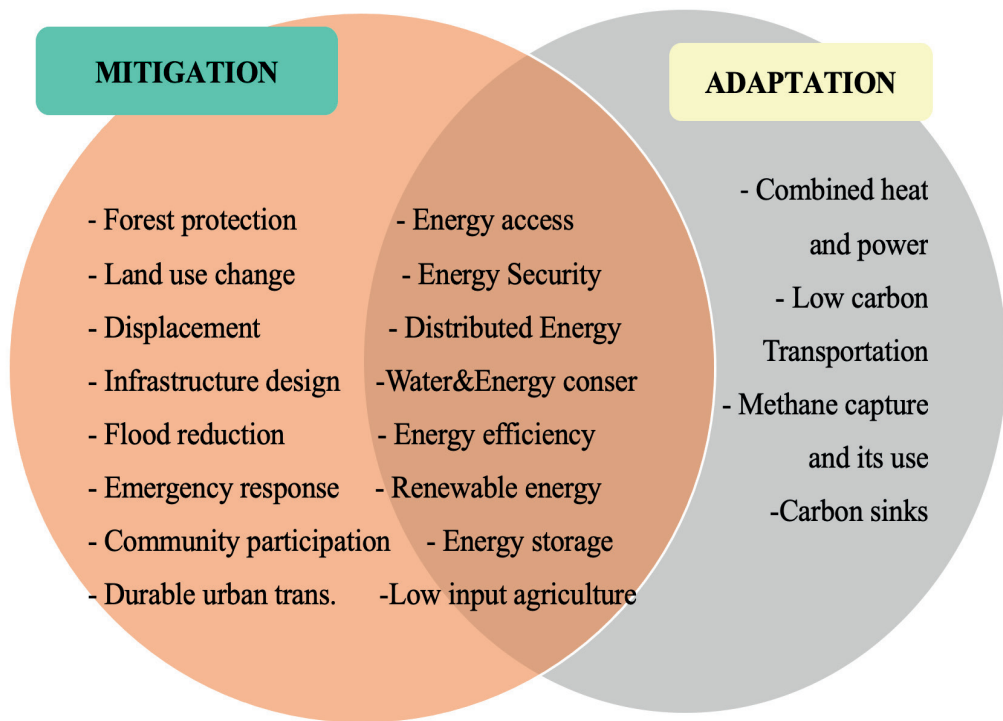 MITIGATION
- Forest protection
- Land use change
- Displacement
- Infrastructure design
- Flood reduction
- Emergency response
- Community participation
- Durable urban trans.
- Energy access
- Energy Security
- Distributed Energy
-Water&Energy conser
- Energy efficiency
- Renewable energy
- Energy storage
-Low input agriculture
ADAPTATION
- Combined heat
and power
- Low carbon
Transportation
- Methane capture
and its use
-Carbon sinks